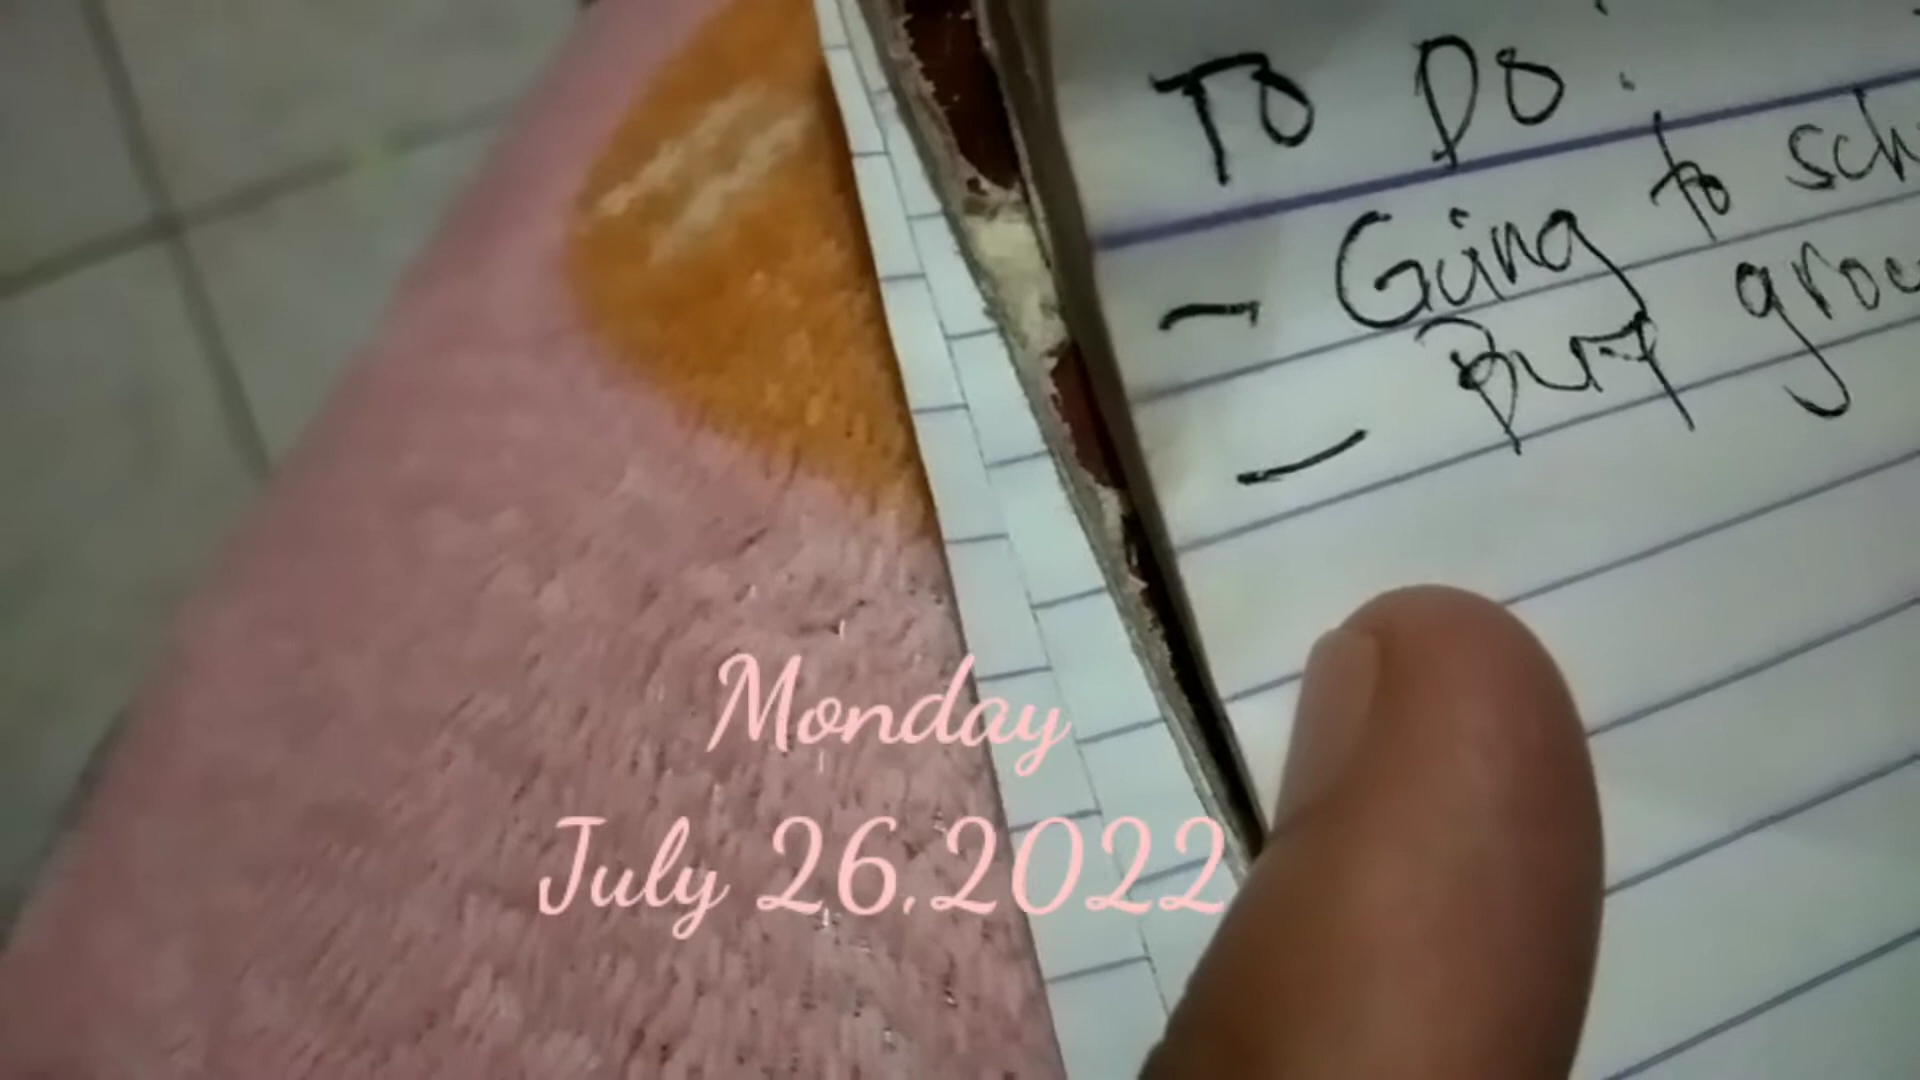 To Do:
- Going to sch
- Buy groc
Monday
July 26,2022